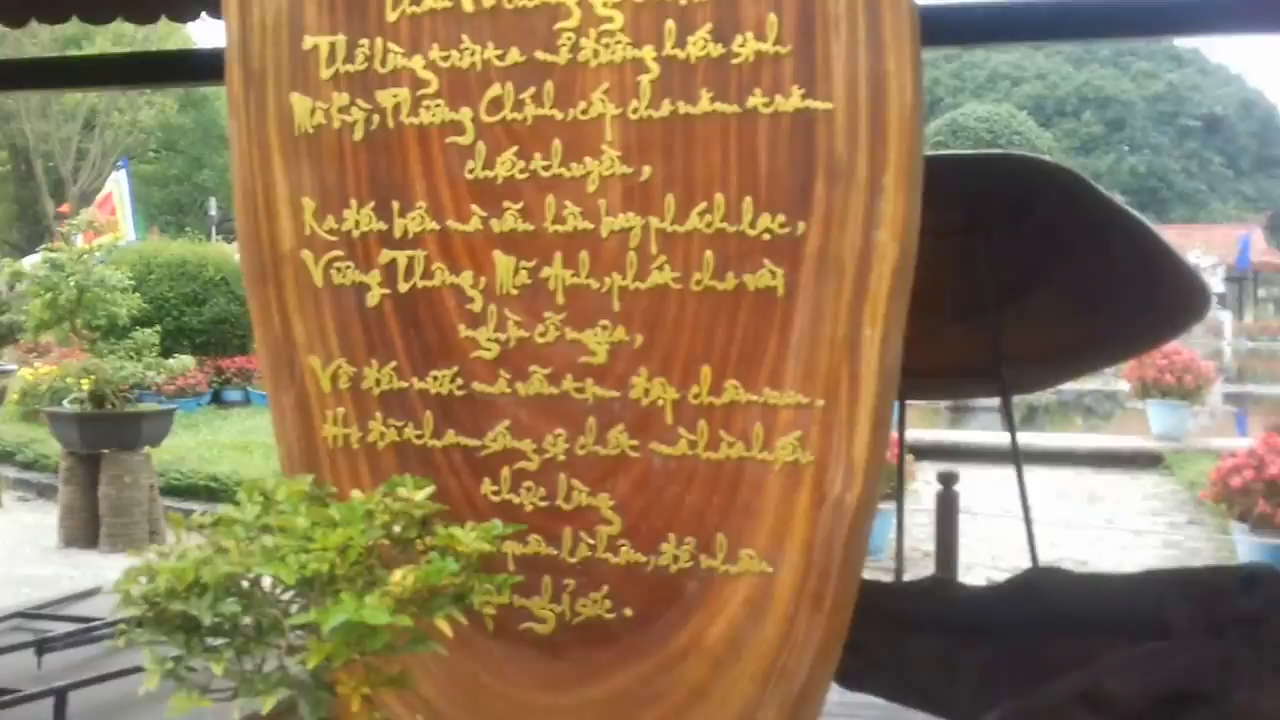 Thể lòng trời ta mở đường hiếu sinh
Mã Kỳ, Phương Chính, cấp cho năm trăm
chiếc thuyền,
Ra đến biển mà vẫn hồn bay phách lạc,
Vương Thông, Mã Anh, phát cho vài
nghìn cỗ ngựa,
Về đến nước mà vẫn tim đập chân run.
Họ đã tham sống sợ chết mà hòa hiếu
thực lòng
quân là hơn, để nhân
nghỉ sức.